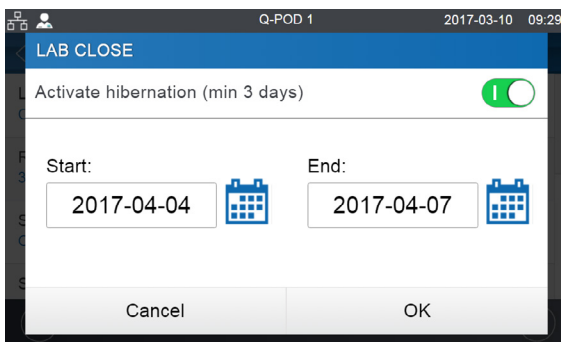 Q-POD 1 2017-03-10 09:29
LAB CLOSE
Activate hibernation (min 3 days)
Start: End:
2017-04-04 2017-04-07
Cancel OK